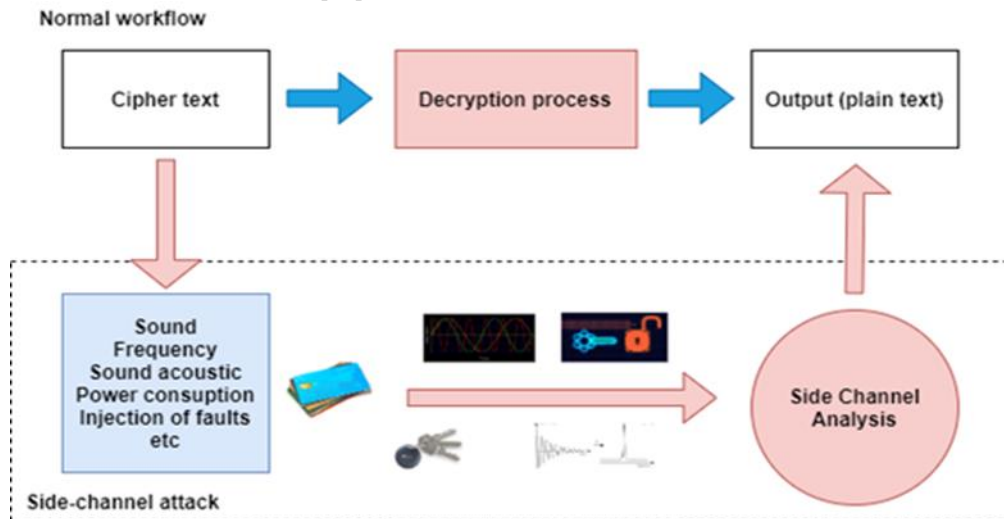 Normal workflow
Cipher text
Decryption process
Output (plain text)
Sound
Frequency
Sound acoustic
Power consuption
Injection of faults
etc
Side Channel
Analysis
Side-channel attack